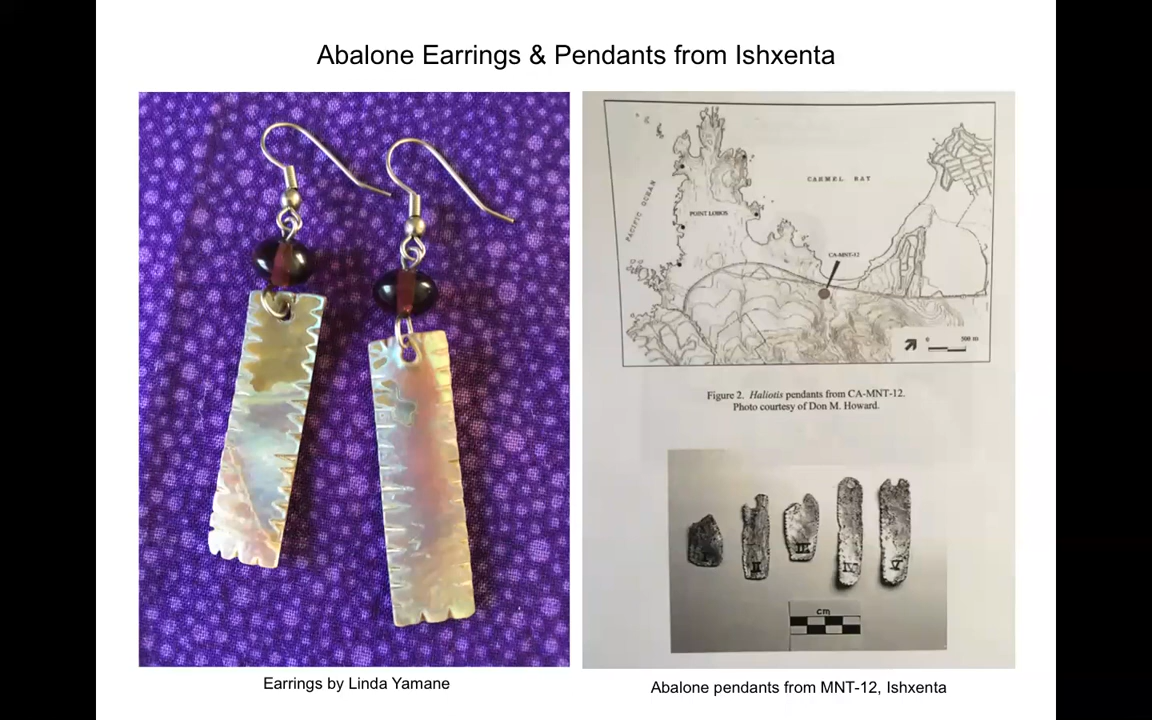 Abalone Earrings & Pendants from Ishxenta
PACIFIC OCEAN
CARMEL BAY
POINT LOBOS
CA-MNT-12
0 500 m
Figure 2. Haliotis pendants from CA-MNT-12.
Photo courtesy of Don M. Howard.
I II III IV V
cm
Earrings by Linda Yamane
Abalone pendants from MNT-12, Ishxenta